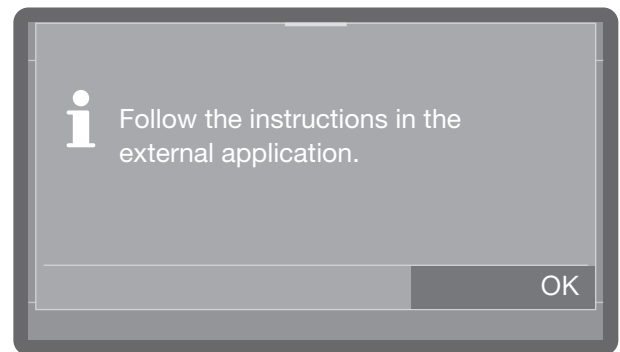 Follow the instructions in the
external application.
OK